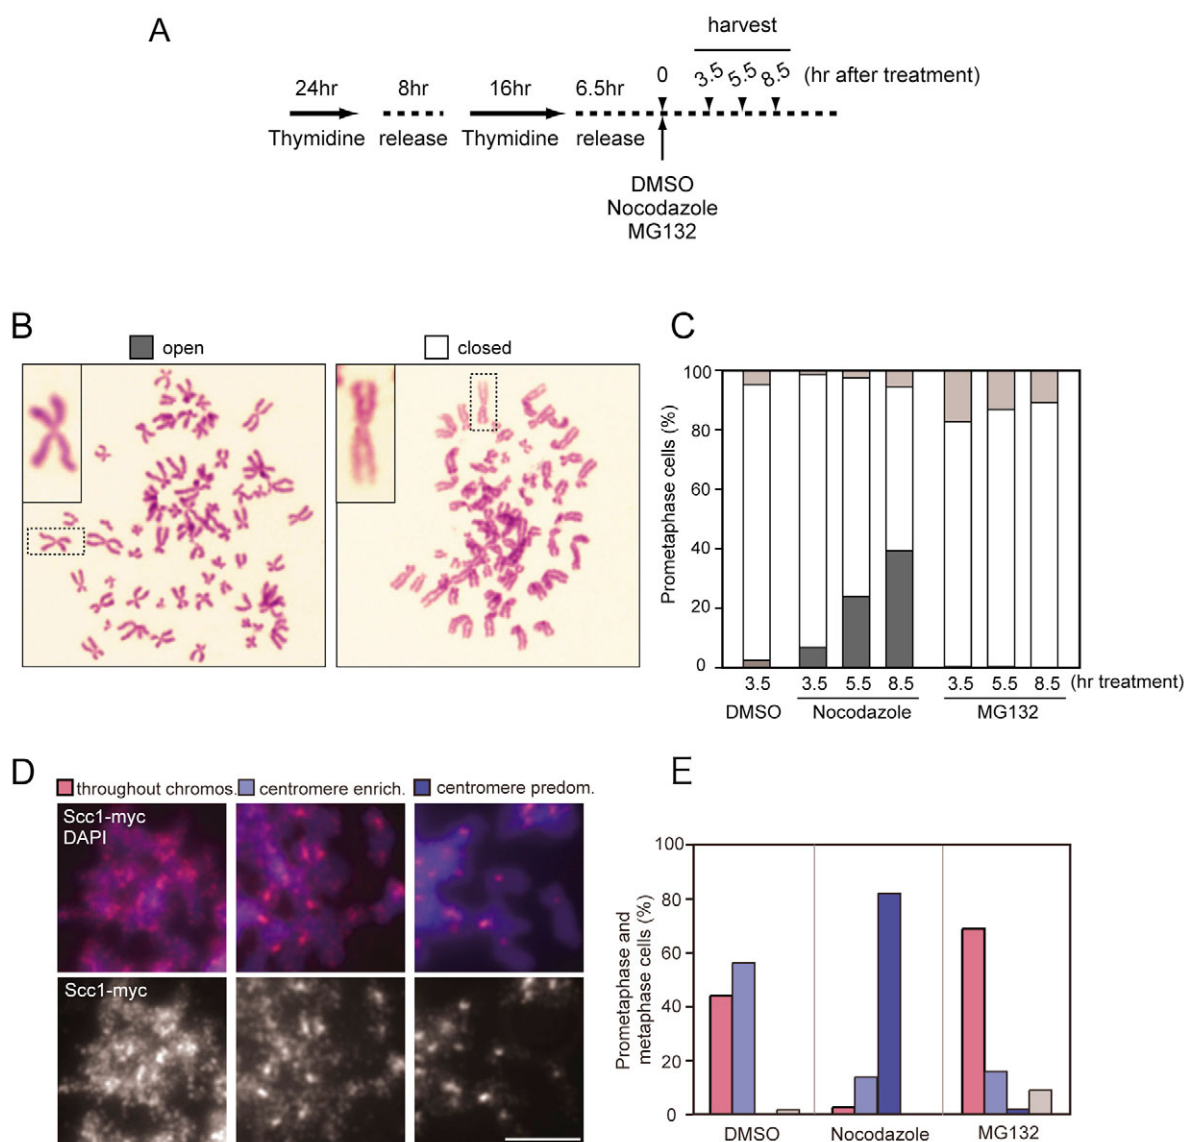 A
harvest
24hr 8hr 16hr 6.5hr 0 3.5 5.5 8.5 (hr after treatment)
Thymidine release Thymidine release
DMSO
Nocodazole
MG132
B
open closed
C
100
80
60
40
20
0
Prometaphase cells (%)
3.5 3.5 5.5 8.5 3.5 5.5 8.5 (hr treatment)
DMSO Nocodazole MG132
D
throughout chromos. centromere enrich. centromere predom.
Scc1-myc
DAPI
Scc1-myc
E
100
80
60
40
20
0
Prometaphase and
metaphase cells (%)
DMSO Nocodazole MG132